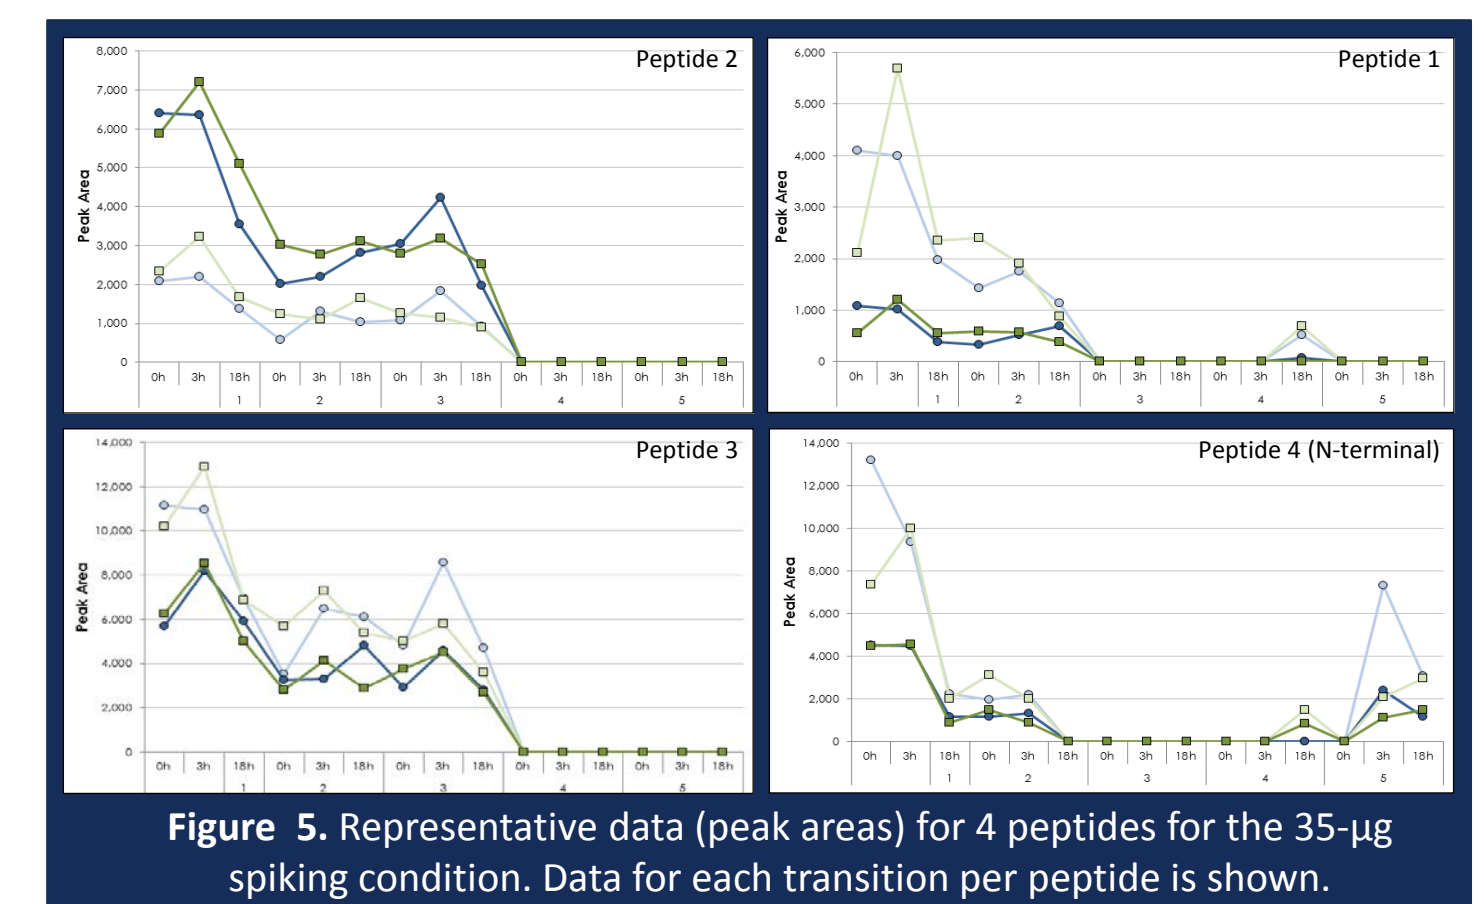 Peptide 2
8,000
7,000
6,000
5,000
4,000
3,000
2,000
1,000
0
Peak Area
0h 3h 18h 0h 3h 18h 0h 3h 18h 0h 3h 18h 0h 3h 18h
1 2 3 4 5
Peptide 1
6,000
5,000
4,000
3,000
2,000
1,000
0
Peak Area
0h 3h 18h 0h 3h 18h 0h 3h 18h 0h 3h 18h 0h 3h 18h
1 2 3 4 5
Peptide 3
14,000
12,000
10,000
8,000
6,000
4,000
2,000
0
Peak Area
0h 3h 18h 0h 3h 18h 0h 3h 18h 0h 3h 18h 0h 3h 18h
1 2 3 4 5
Peptide 4 (N-terminal)
14,000
12,000
10,000
8,000
6,000
4,000
2,000
0
Peak Area
0h 3h 18h 0h 3h 18h 0h 3h 18h 0h 3h 18h 0h 3h 18h
1 2 3 4 5
Figure 5. Representative data (peak areas) for 4 peptides for the 35-µg
spiking condition. Data for each transition per peptide is shown.